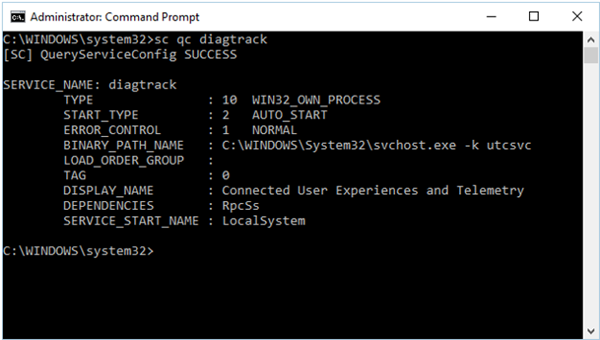 Administrator: Command Prompt
C:\WINDOWS\system32>sc qc diagtrack
[SC] QueryServiceConfig SUCCESS
SERVICE_NAME: diagtrack
        TYPE               : 10  WIN32_OWN_PROCESS
        START_TYPE         : 2   AUTO_START
        ERROR_CONTROL      : 1   NORMAL
        BINARY_PATH_NAME   : C:\WINDOWS\System32\svchost.exe -k utcsvc
        LOAD_ORDER_GROUP   :
        TAG                : 0
        DISPLAY_NAME       : Connected User Experiences and Telemetry
        DEPENDENCIES       : RpcSs
        SERVICE_START_NAME : LocalSystem
C:\WINDOWS\system32>